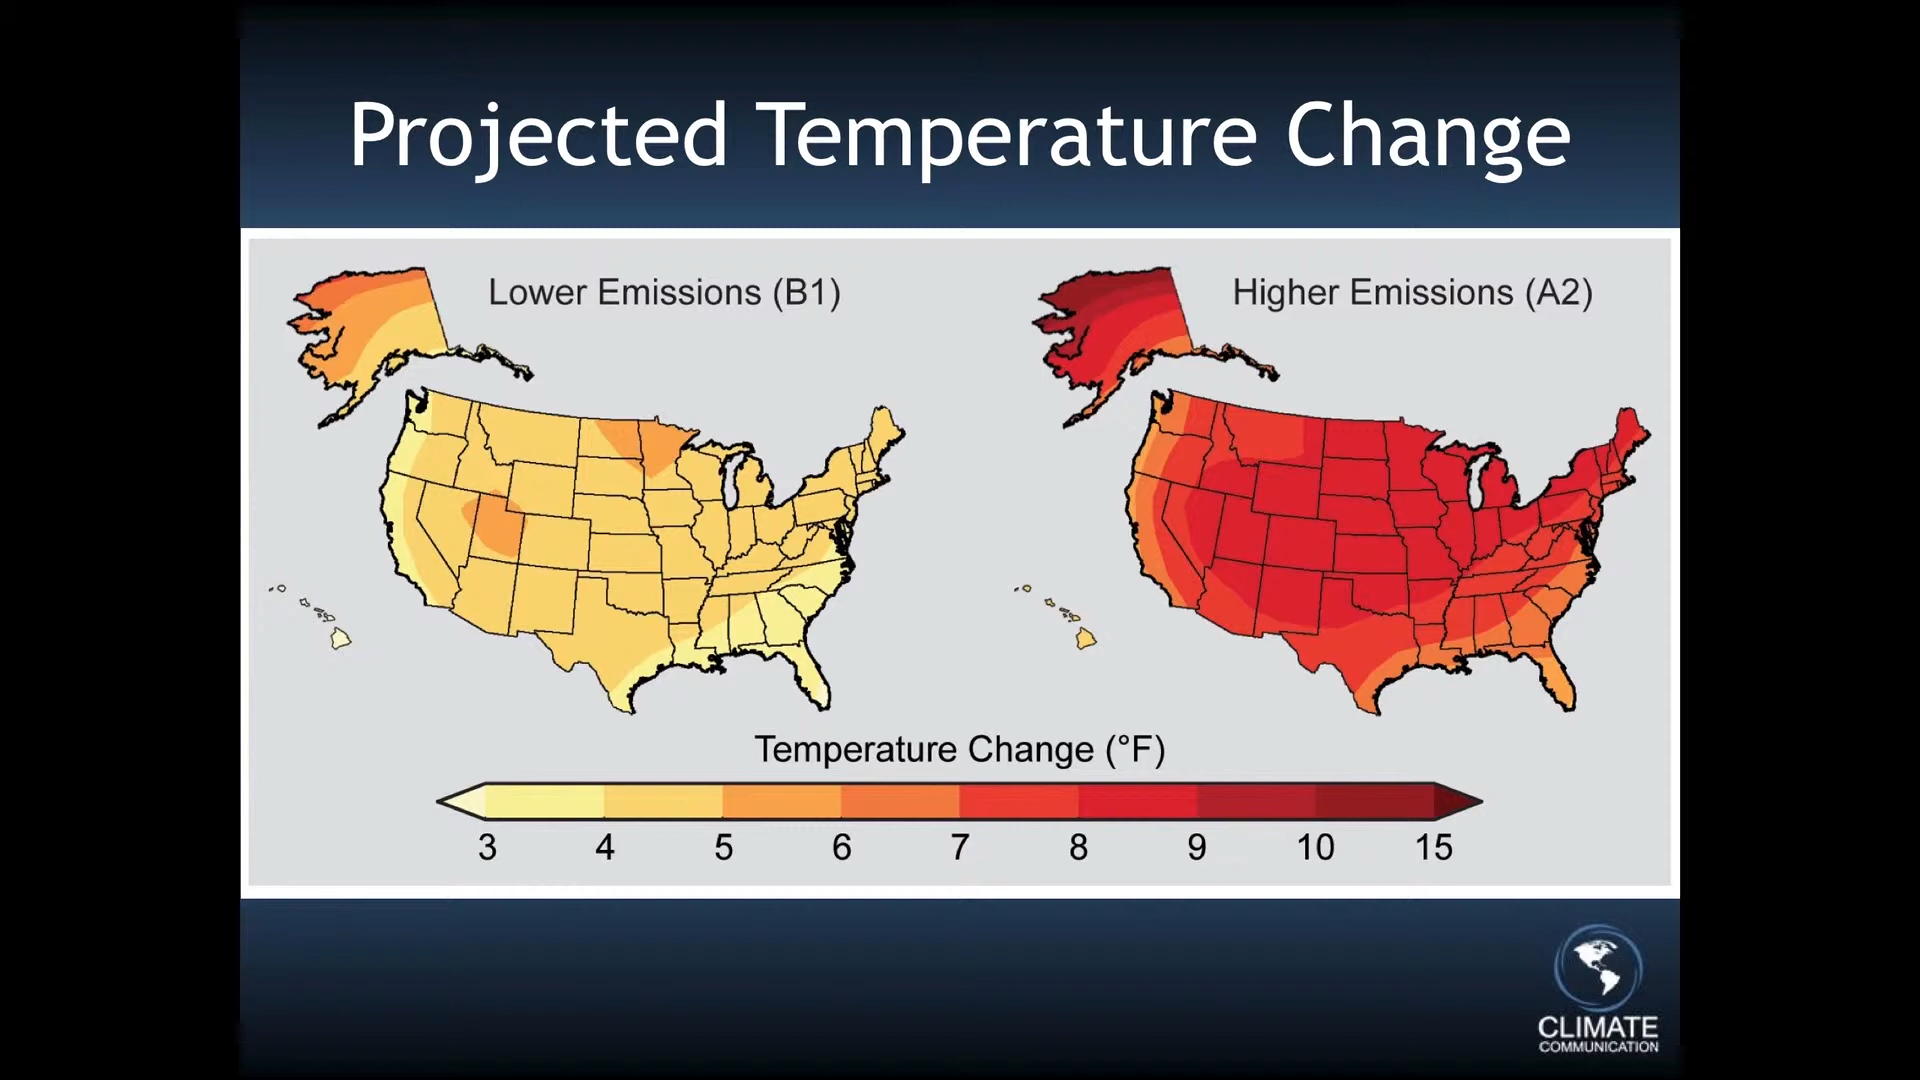 Projected Temperature Change
Lower Emissions (B1)
Higher Emissions (A2)
Temperature Change (°F)
3 4 5 6 7 8 9 10 15
CLIMATE
COMMUNICATION